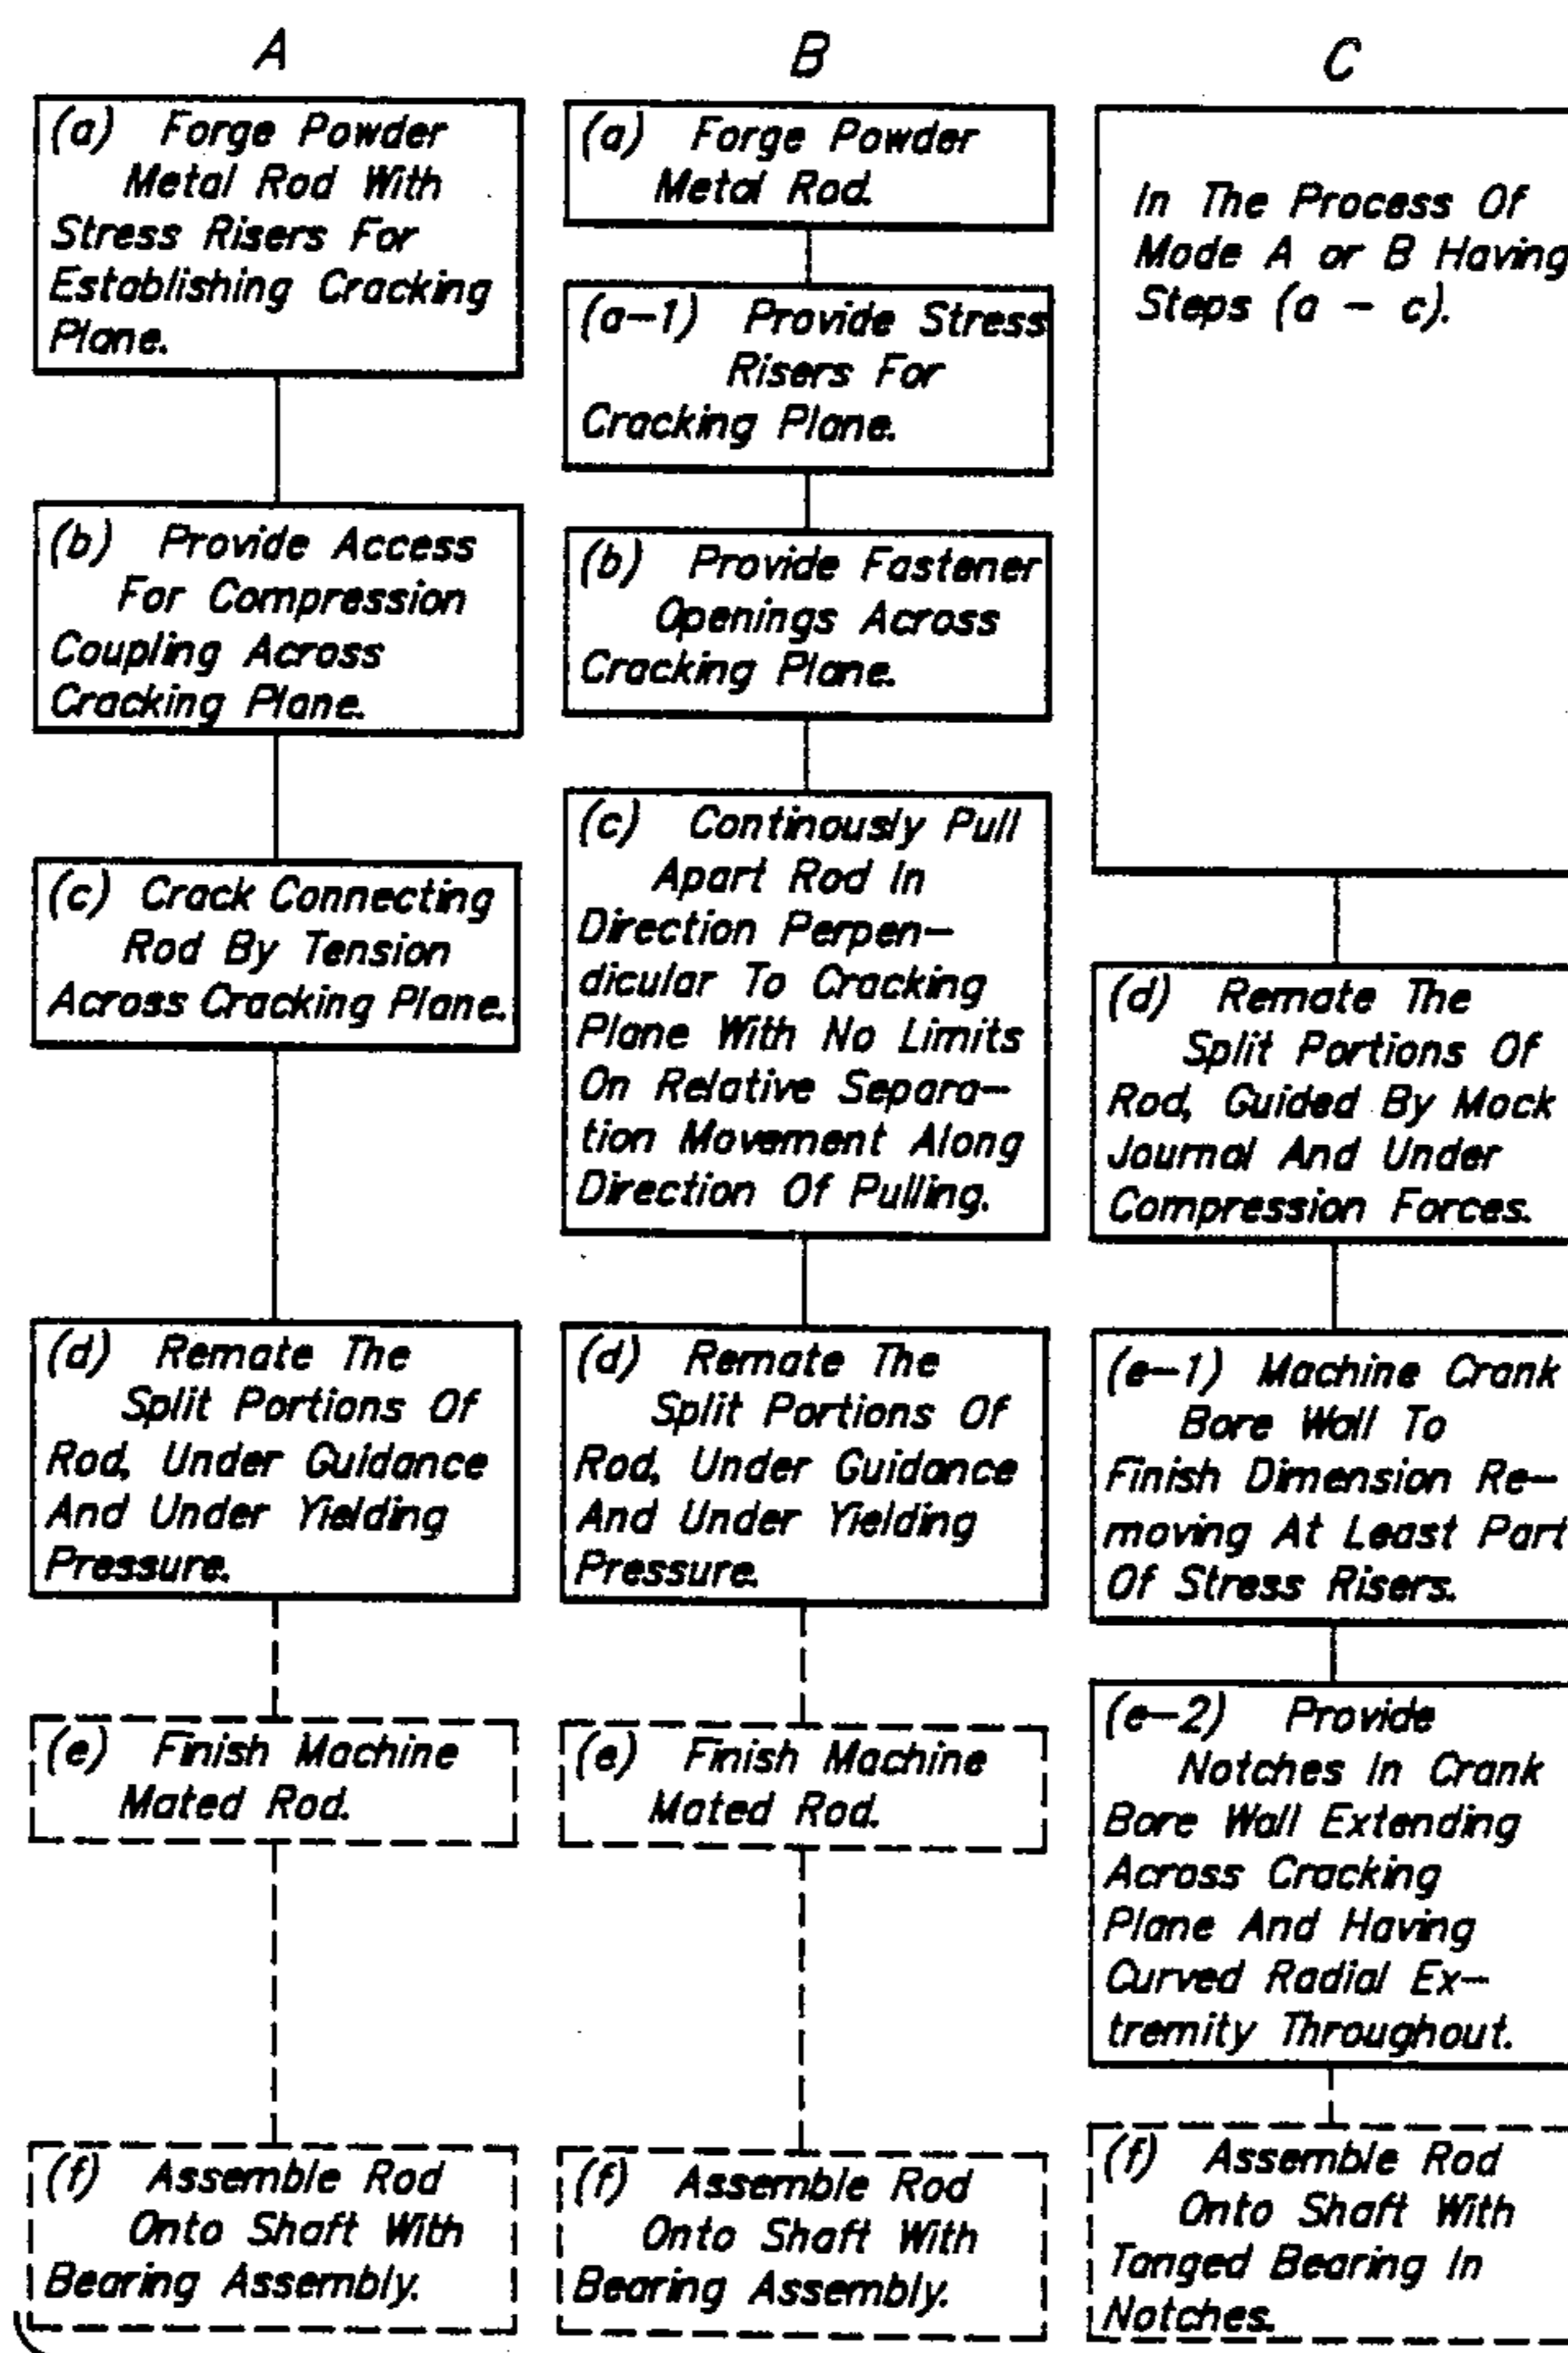 A
(a) Forge Powder
Metal Rod With
Stress Risers For
Establishing Cracking
Plane.
(b) Provide Access
For Compression
Coupling Across
Cracking Plane.
(c) Crack Connecting
Rod By Tension
Across Cracking Plane.
(d) Remate The
Split Portions Of
Rod, Under Guidance
And Under Yielding
Pressure.
(e) Finish Machine
Mated Rod.
(f) Assemble Rod
Onto Shaft With
Bearing Assembly.
B
(a) Forge Powder
Metal Rod.
(a-1) Provide Stress
Risers For
Cracking Plane.
(b) Provide Fastener
Openings Across
Cracking Plane.
(c) Continously Pull
Apart Rod In
Direction Perpen-
dicular To Cracking
Plane With No Limits
On Relative Separa-
tion Movement Along
Direction Of Pulling.
(d) Remate The
Split Portions Of
Rod, Under Guidance
And Under Yielding
Pressure.
(e) Finish Machine
Mated Rod.
(f) Assemble Rod
Onto Shaft With
Bearing Assembly.
C
In The Process Of
Mode A or B Having
Steps (a - c).
(d) Remate The
Split Portions Of
Rod, Guided By Mock
Journal And Under
Compression Forces.
(e-1) Machine Crank
Bore Wall To
Finish Dimension Re-
moving At Least Part
Of Stress Risers.
(e-2) Provide
Notches In Crank
Bore Wall Extending
Across Cracking
Plane And Having
Curved Radial Ex-
tremity Throughout.
(f) Assemble Rod
Onto Shaft With
Tanged Bearing In
Notches.